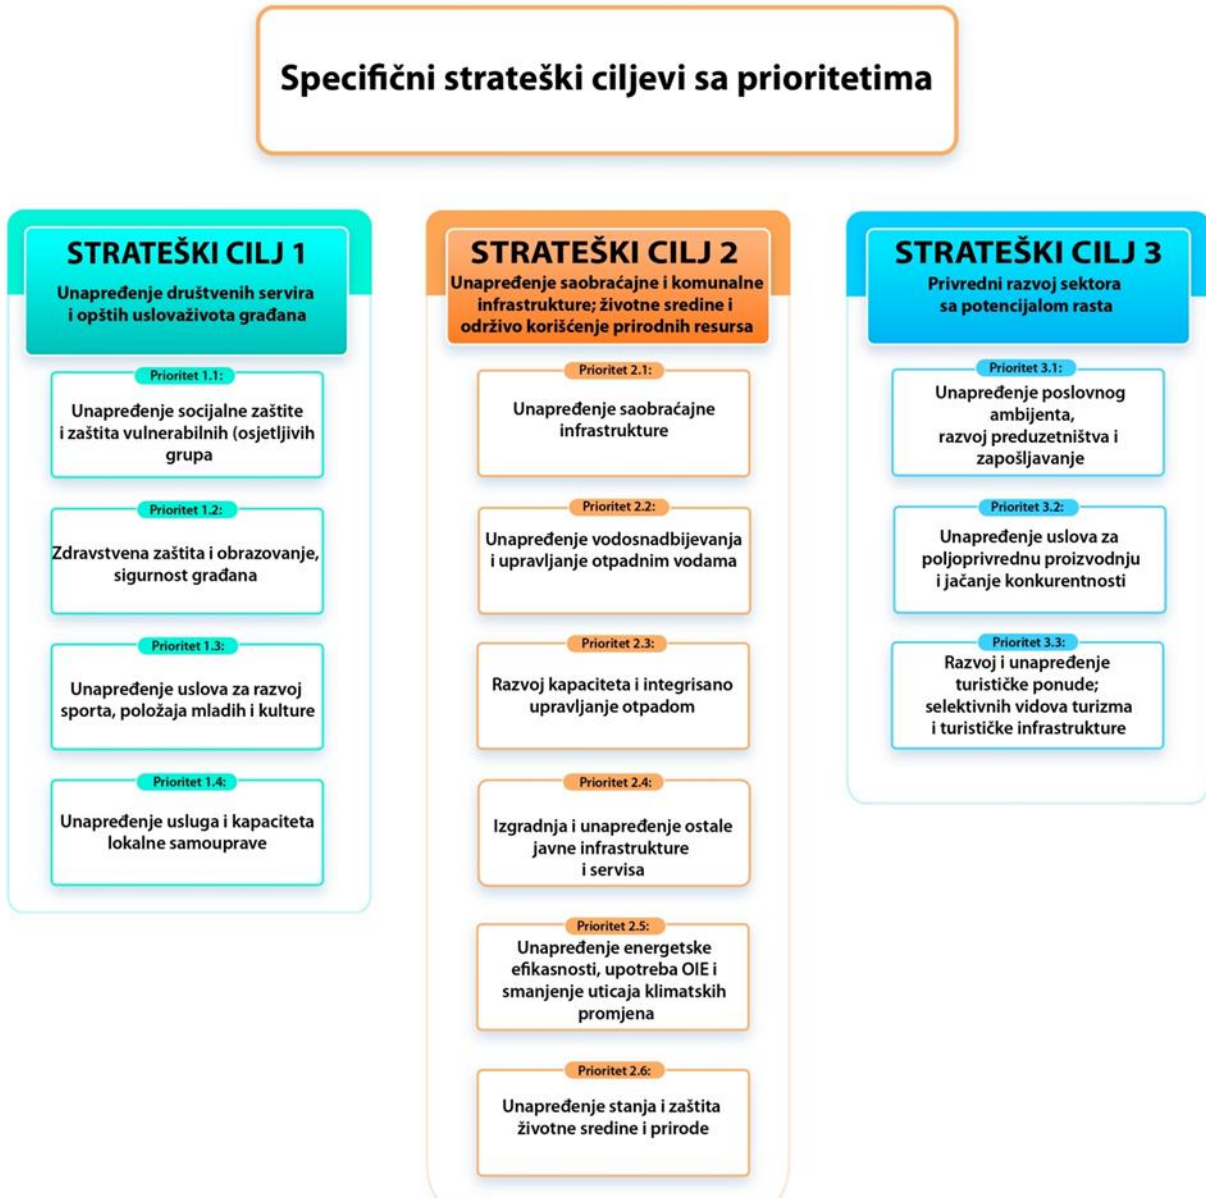 Specifični strateški ciljevi sa prioritetima
STRATEŠKI CILJ 1
Unapređenje društvenih servira
i opštih uslovaživota građana
Prioritet 1.1:
Unapređenje socijalne zaštite
i zaštita vulnerabilnih (osjetljivih
grupa
Prioritet 1.2:
Zdravstvena zaštita i obrazovanje,
sigurnost građana
Prioritet 1.3:
Unapređenje uslova za razvoj
sporta, položaja mladih i kulture
Prioritet 1.4:
Unapređenje usluga i kapaciteta
lokalne samouprave
STRATEŠKI CILJ 2
Unapređenje saobraćajne i komunalne
infrastrukture; životne sredine i
održivo korišćenje prirodnih resursa
Prioritet 2.1:
Unapređenje saobraćajne
infrastrukture
Prioritet 2.2:
Unapređenje vodosnadbijevanja
i upravljanje otpadnim vodama
Prioritet 2.3:
Razvoj kapaciteta i integrisano
upravljanje otpadom
Prioritet 2.4:
Izgradnja i unapređenje ostale
javne infrastrukture
i servisa
Prioritet 2.5:
Unapređenje energetske
efikasnosti, upotreba OIE i
smanjenje uticaja klimatskih
promjena
Prioritet 2.6:
Unapređenje stanja i zaštita
životne sredine i prirode
STRATEŠKI CILJ 3
Privredni razvoj sektora
sa potencijalom rasta
Prioritet 3.1:
Unapređenje poslovnog
ambijenta,
razvoj preduzetništva i
zapošljavanje
Prioritet 3.2:
Unapređenje uslova za
poljoprivrednu proizvodnju
i jačanje konkurentnosti
Prioritet 3.3:
Razvoj i unapređenje
turističke ponude;
selektivnih vidova turizma
i turističke infrastrukture